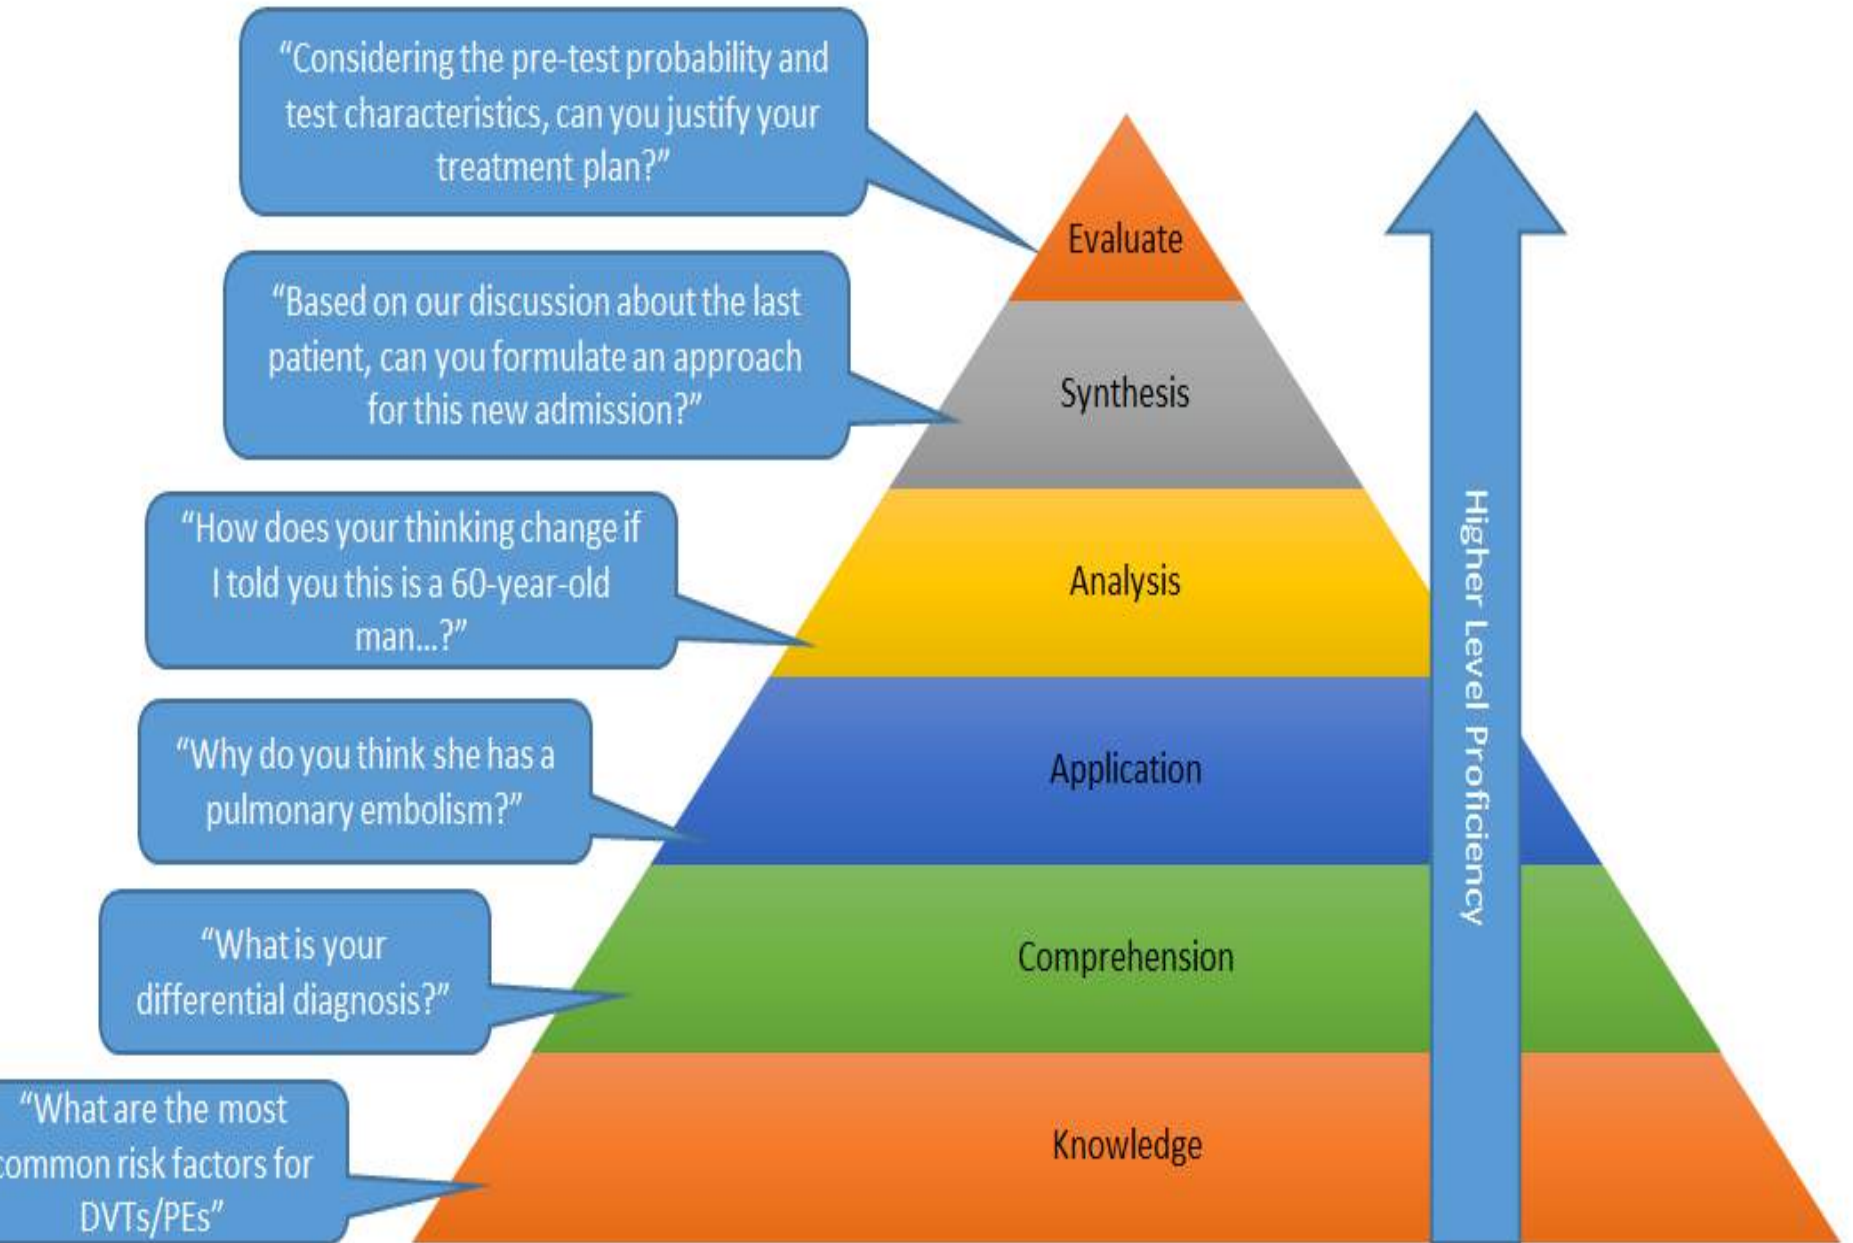 “Considering the pre-test probability and
test characteristics, can you justify your
treatment plan?”
Evaluate
“Based on our discussion about the last
patient, can you formulate an approach
for this new admission?”
Synthesis
“How does your thinking change if
I told you this is a 60-year-old
man...?”
Analysis
“Why do you think she has a
pulmonary embolism?”
Application
“What is your
differential diagnosis?”
Comprehension
“What are the most
common risk factors for
DVTs/PEs”
Knowledge
Higher Level Proficiency